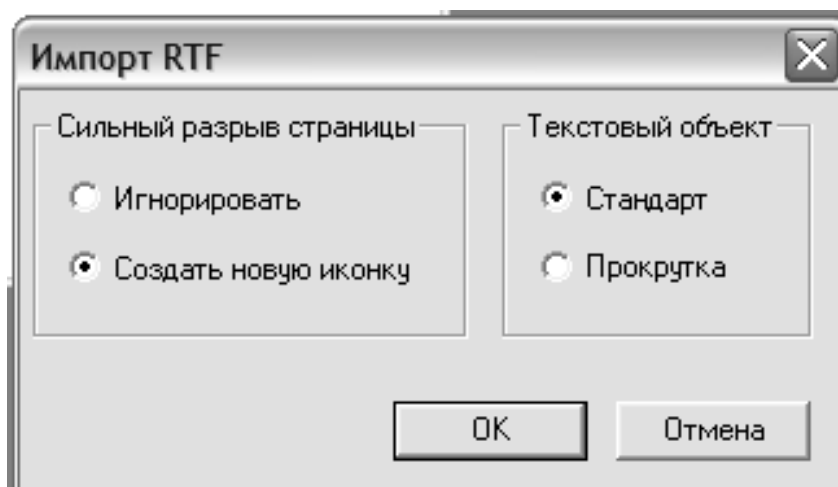 Импорт RTF
Сильный разрыв страницы
Игнорировать
Создать новую иконку
Текстовый объект
Стандарт
Прокрутка
OK
Отмена